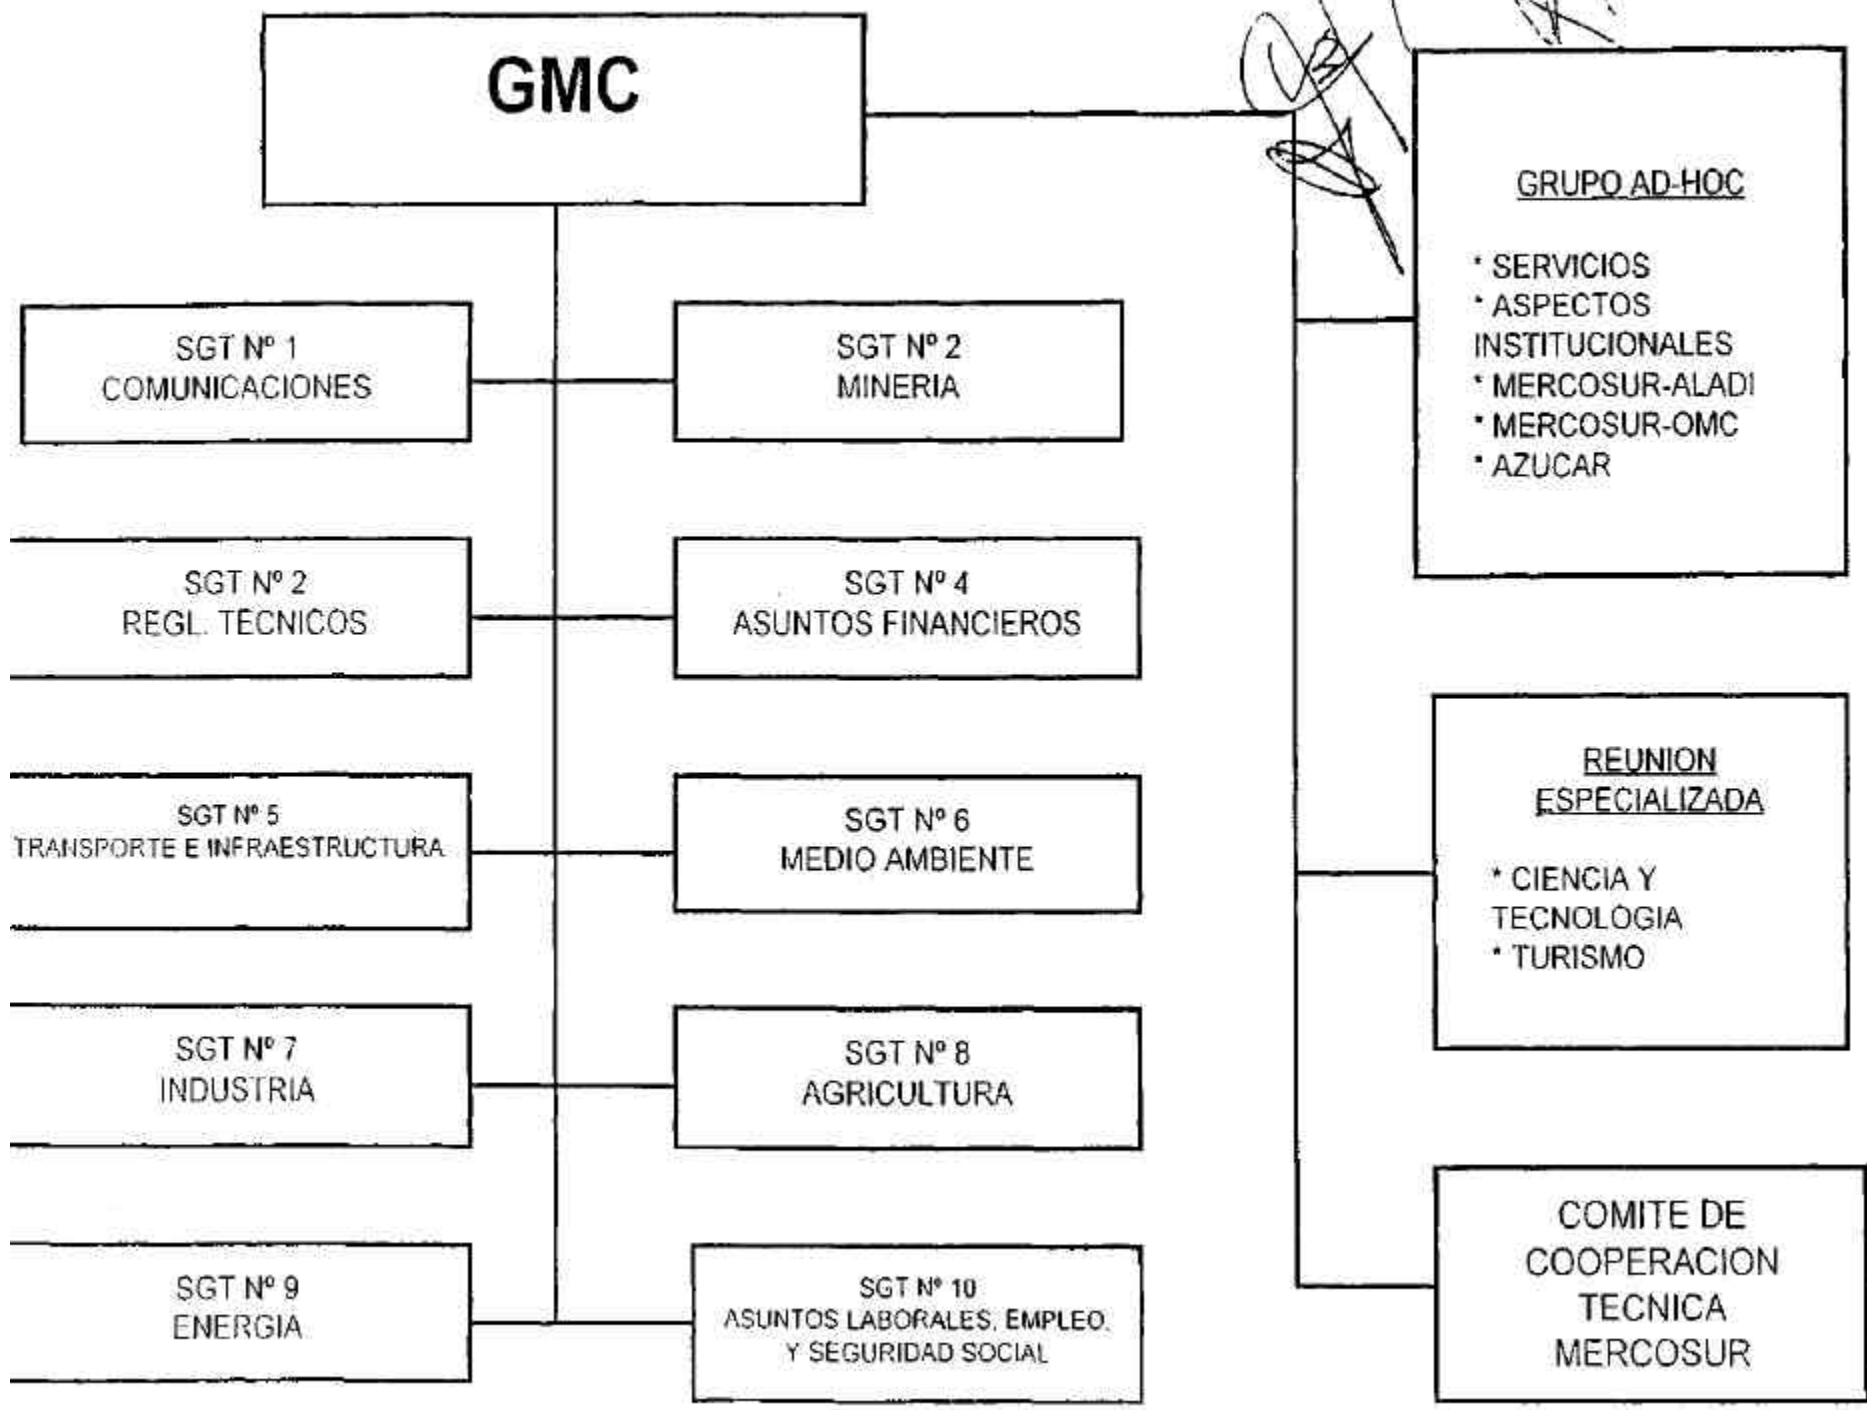 GMC
SGT Nº 1
COMUNICACIONES
SGT Nº 2
MINERIA
SGT Nº 2
REGL. TECNICOS
SGT Nº 4
ASUNTOS FINANCIEROS
SGT Nº 5
TRANSPORTE E INFRAESTRUCTURA
SGT Nº 6
MEDIO AMBIENTE
SGT Nº 7
INDUSTRIA
SGT Nº 8
AGRICULTURA
SGT Nº 9
ENERGIA
SGT Nº 10
ASUNTOS LABORALES, EMPLEO,
Y SEGURIDAD SOCIAL
GRUPO AD-HOC
* SERVICIOS
* ASPECTOS
INSTITUCIONALES
* MERCOSUR-ALADI
* MERCOSUR-OMC
* AZUCAR
REUNION
ESPECIALIZADA
* CIENCIA Y
TECNOLOGIA
* TURISMO
COMITE DE
COOPERACION
TECNICA
MERCOSUR